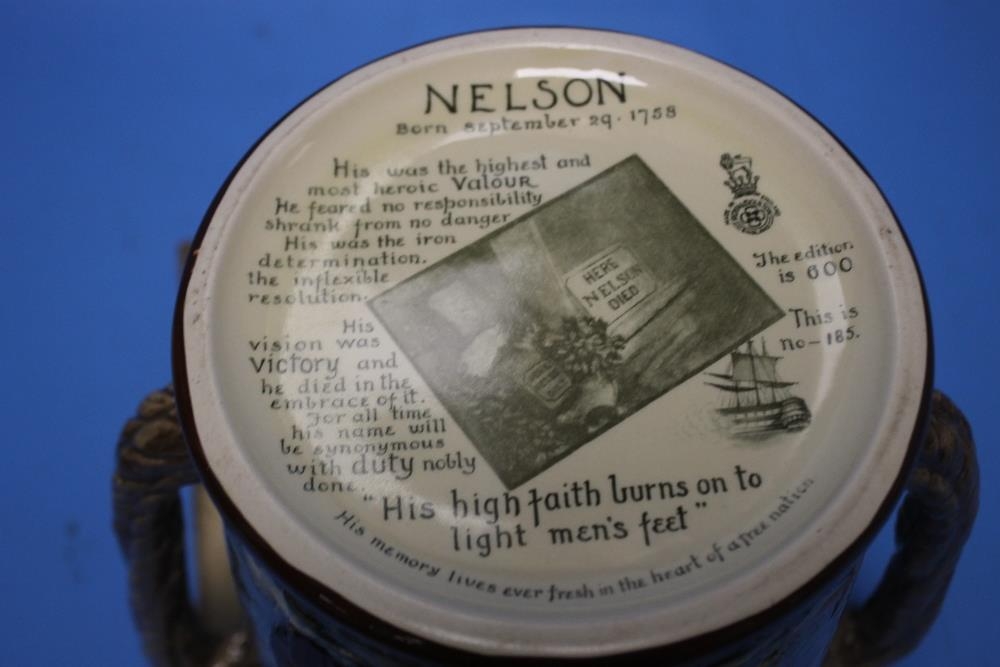 NELSON
Born September 29. 1758
His was the highest and
most heroic Valour
He feared no responsibility
shrank from no danger
His was the iron
determination.
the inflexible
resolution.
His
vision was
victory and
he died in the
embrace of it.
For all time
his name will
be synonymous
with duty nobly
done.
HERE
NELSON
DIED
The edition
is 600
This is
no-185.
"His high faith burns on to
light men's feet"
His memory lives ever fresh in the heart of a free nation